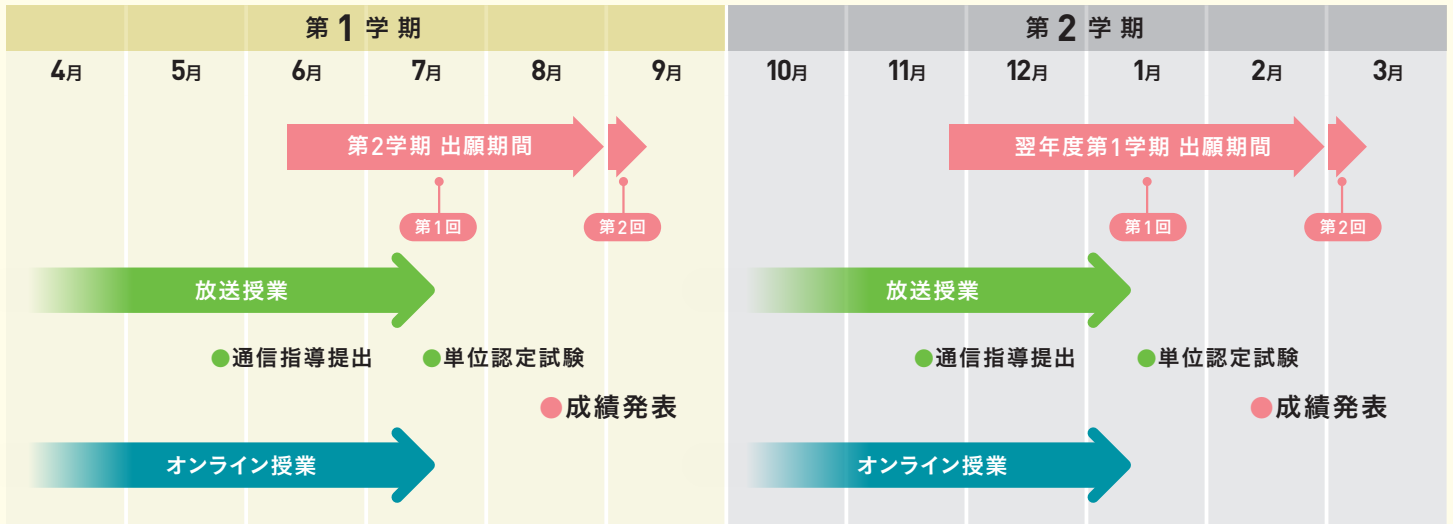 第1学期
第2学期
4月 5月 6月 7月 8月 9月 10月 11月 12月 1月 2月 3月
第2学期 出願期間
翌年度第1学期 出願期間
第1回 第2回 第1回 第2回
放送授業
放送授業
●通信指導提出 ●単位認定試験 ●通信指導提出 ●単位認定試験
●成績発表 ●成績発表
オンライン授業
オンライン授業